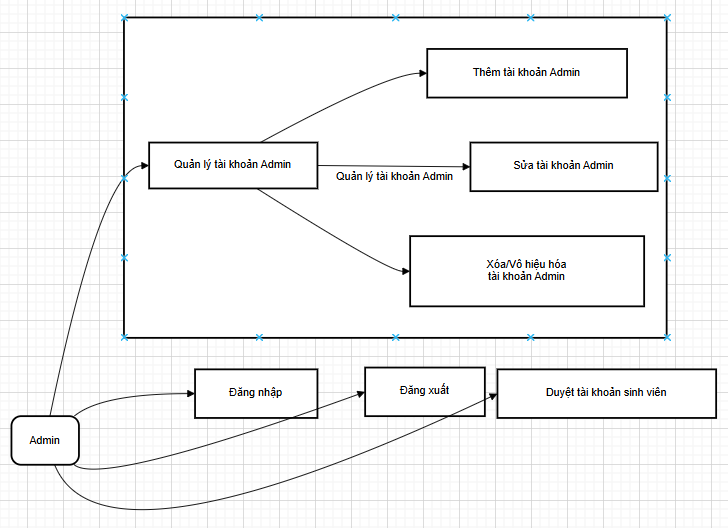 Thêm tài khoản Admin
Quản lý tài khoản Admin
Sửa tài khoản Admin
Quản lý tài khoản Admin
Xóa/Vô hiệu hóa
tài khoản Admin
Đăng nhập
Đăng xuất
Duyệt tài khoản sinh viên
Admin